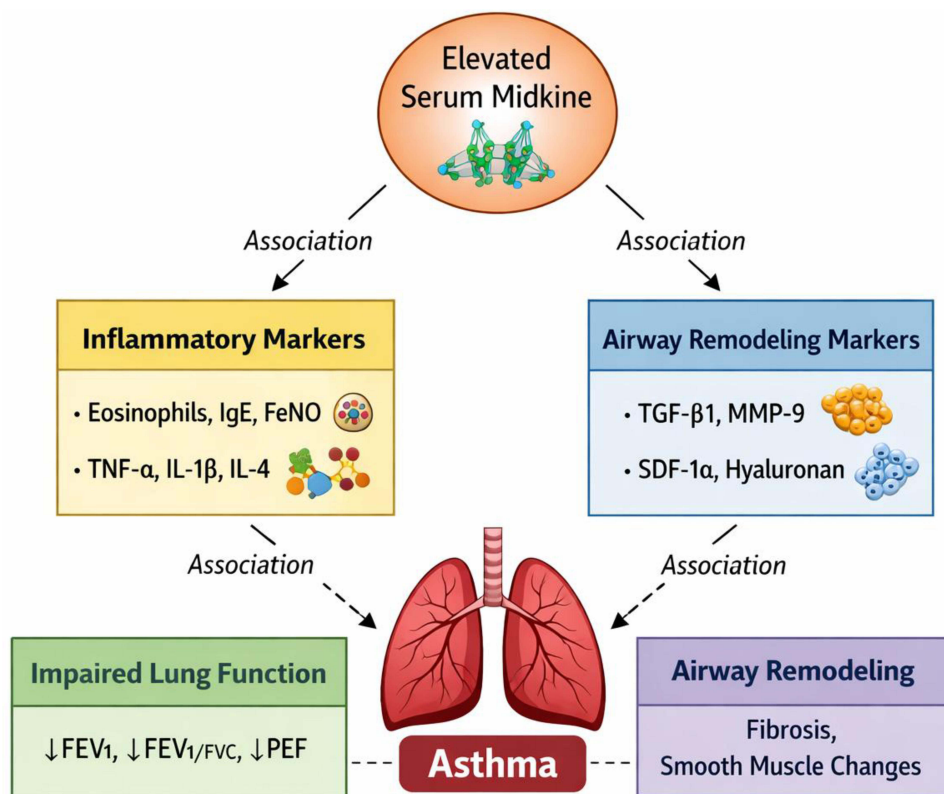 Elevated
Serum Midkine
Association
Association
Inflammatory Markers
• Eosinophils, IgE, FeNO
• TNF-α, IL-1β, IL-4
Airway Remodeling Markers
• TGF-β1, MMP-9
• SDF-1α, Hyaluronan
Association
Association
Impaired Lung Function
↓FEV₁, ↓FEV₁/FVC, ↓PEF
Asthma
Airway Remodeling
Fibrosis,
Smooth Muscle Changes